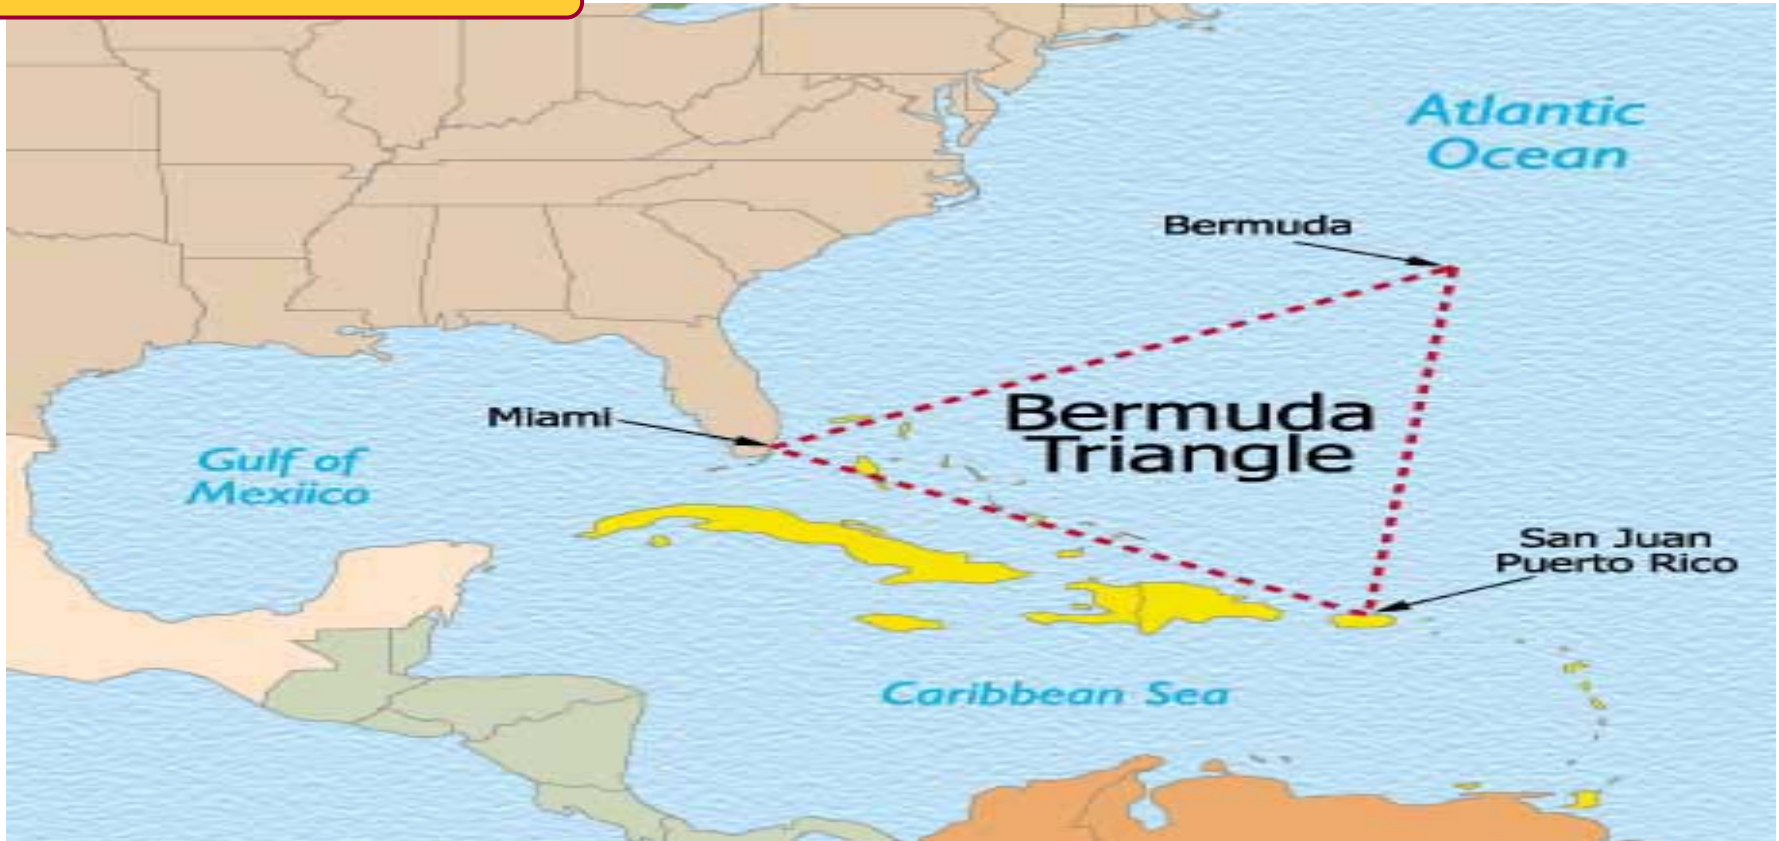 Atlantic
Ocean
Bermuda
Bermuda
Triangle
Miami
Gulf of
Mexiico
San Juan
Puerto Rico
Caribbean Sea